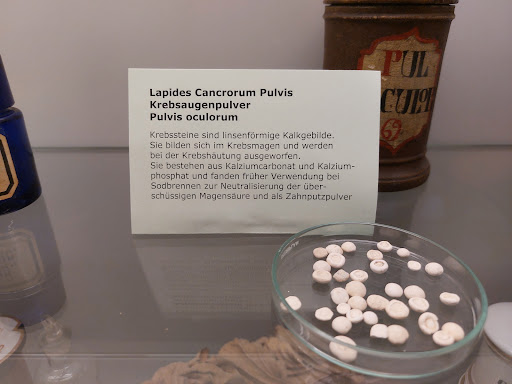 Lapides Cancrorum Pulvis
Krebsaugenpulver
Pulvis oculorum
Krebssteine sind linsenförmige Kalkgebilde.
Sie bilden sich im Krebsmagen und werden
bei der Krebshäutung ausgeworfen.
Sie bestehen aus Kalziumcarbonat und Kalzium-
phosphat und fanden früher Verwendung bei
Sodbrennen zur Neutralisierung der über-
schüssigen Magensäure und als Zahnputzpulver
PUL